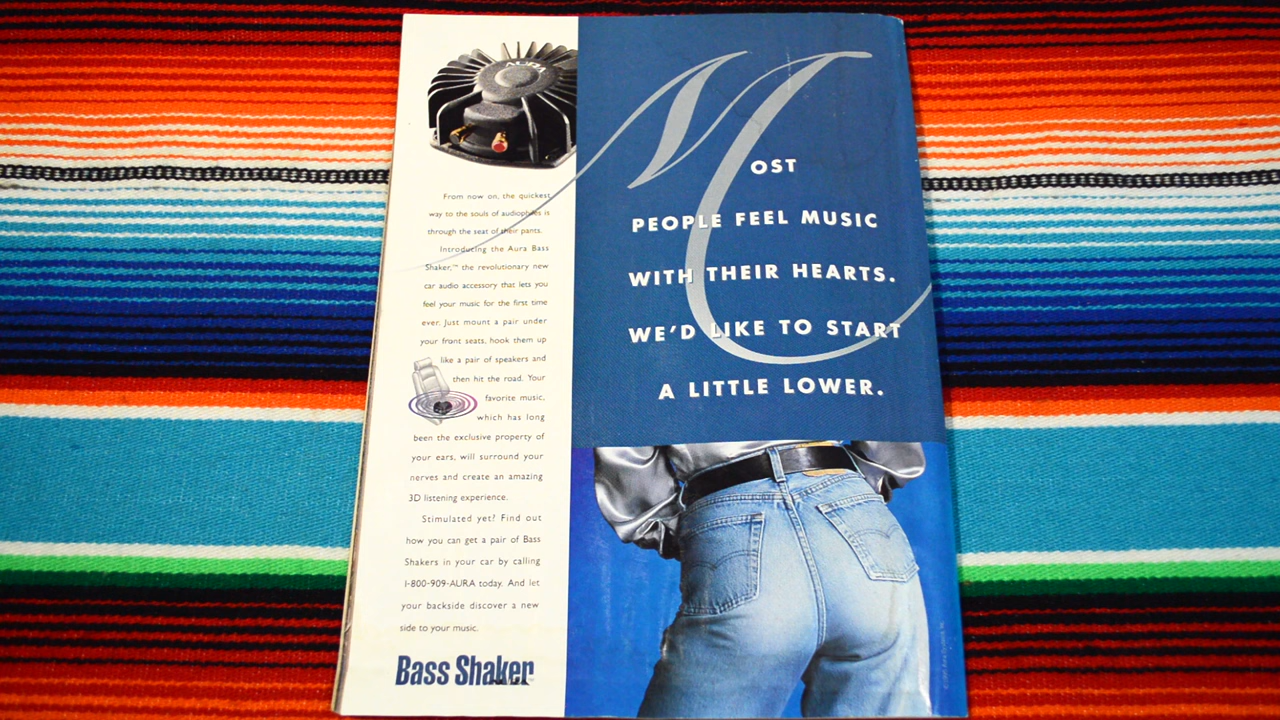 AURA
From now on, the quickest
way to the souls of audiophiles is
through the seat of their pants.
Introducing the Aura Bass
Shaker,™ the revolutionary new
car audio accessory that lets you
feel your music for the first time
ever. Just mount a pair under
your front seats, hook them up
like a pair of speakers and
then hit the road. Your
favorite music,
which has long
been the exclusive property of
your ears, will surround your
nerves and create an amazing
3D listening experience.
Stimulated yet? Find out
how you can get a pair of Bass
Shakers in your car by calling
1-800-909-AURA today. And let
your backside discover a new
side to your music.
Bass Shaker
MOST
PEOPLE FEEL MUSIC
WITH THEIR HEARTS.
WE'D LIKE TO START
A LITTLE LOWER.